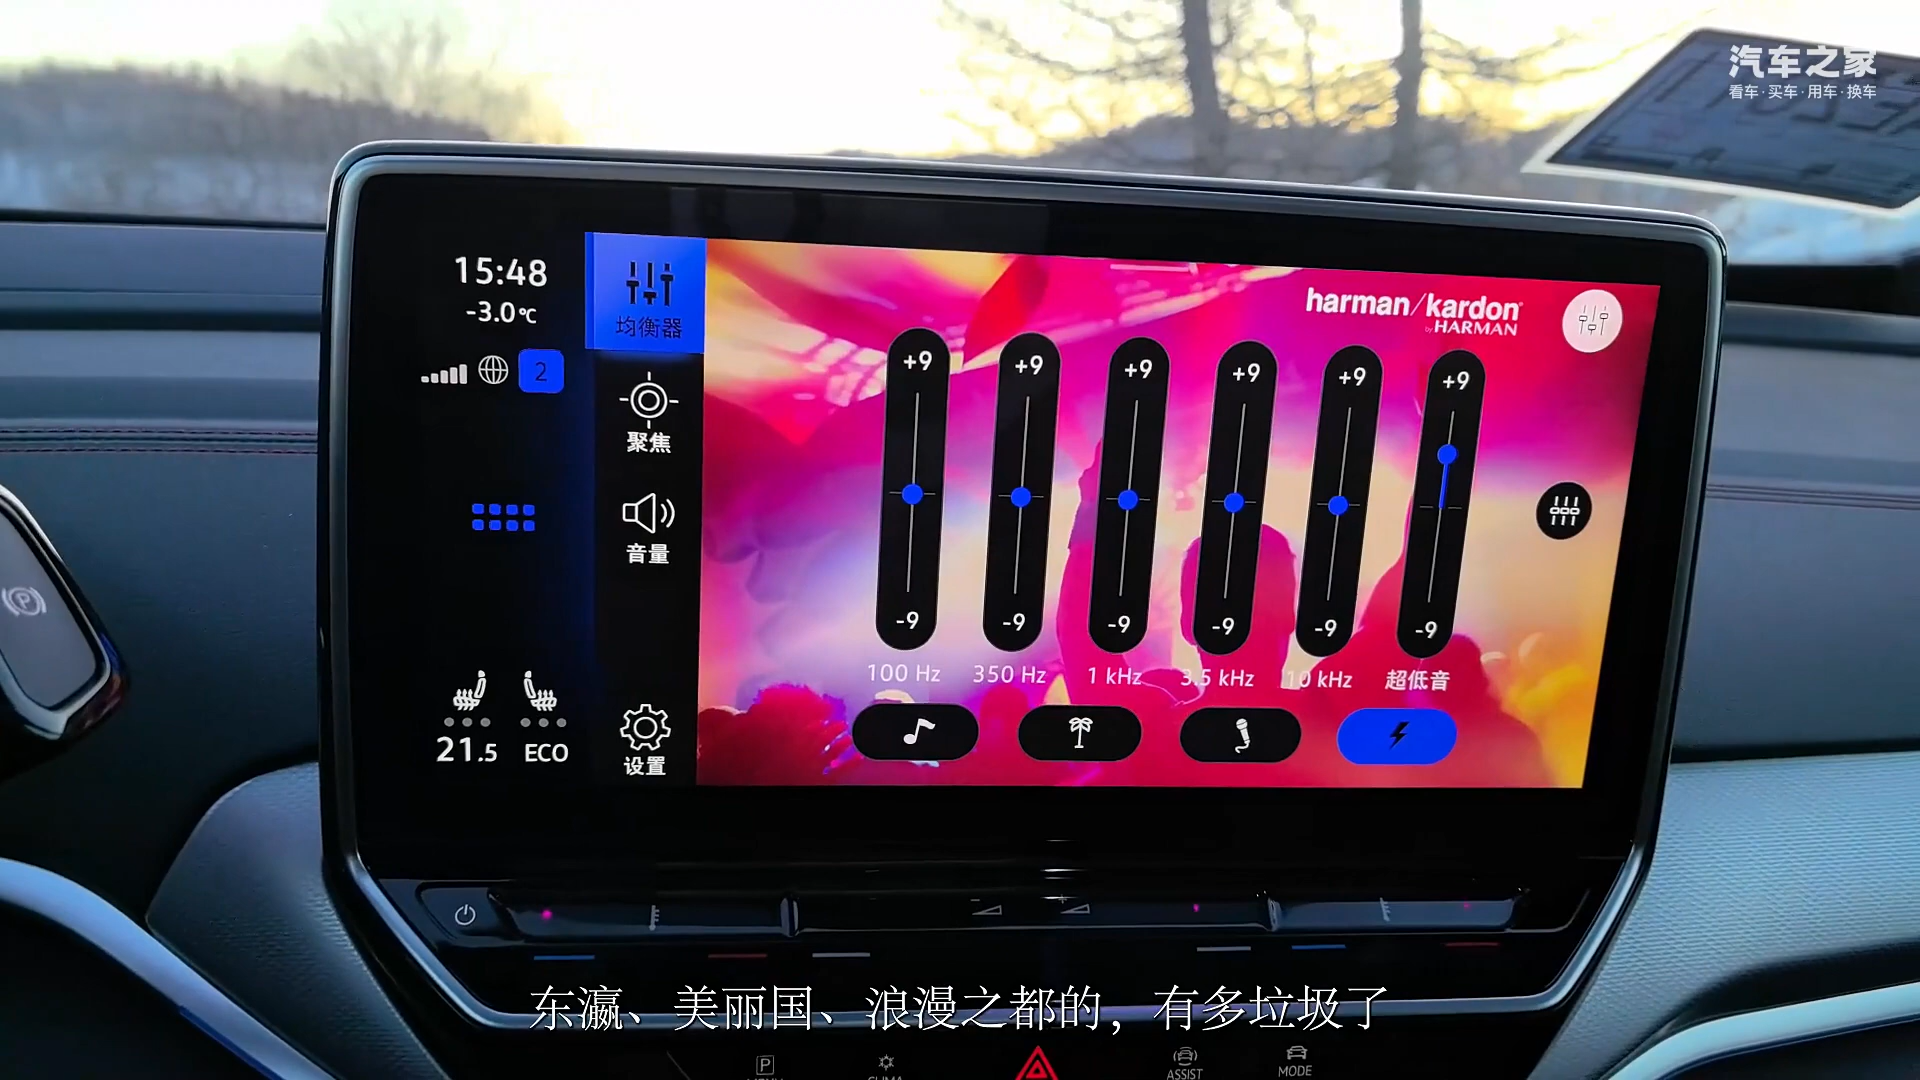 汽车之家
看车·买车·用车·换车
15:48
-3.0℃
2
21.5
ECO
均衡器
聚焦
音量
设置
harman/kardon
by HARMAN
+9 +9 +9 +9 +9 +9
-9 -9 -9 -9 -9 -9
100 Hz 350 Hz 1 kHz 3.5 kHz 10 kHz 超低音
P
东瀛、美丽国、浪漫之都的，有多垃圾了
P
ASSIST
MODE